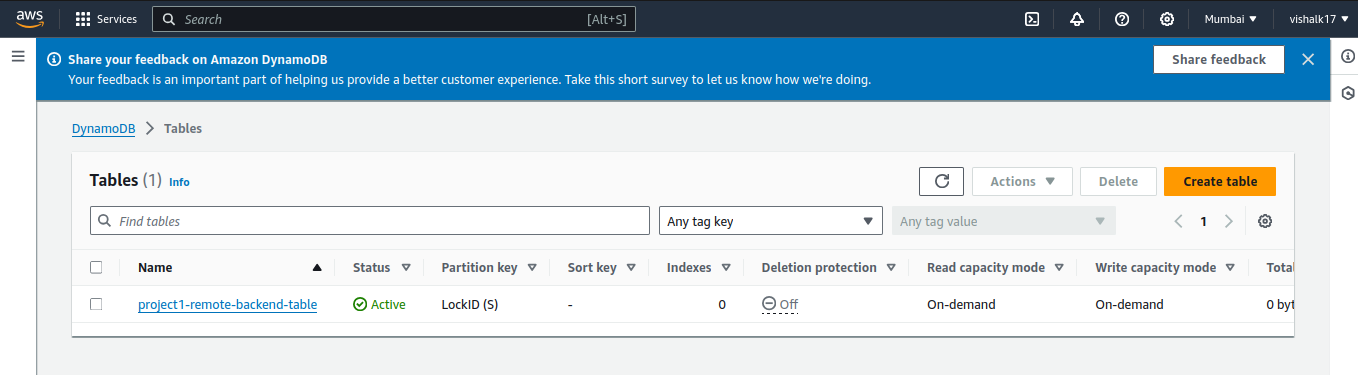 aws Services Search [Alt+S] Mumbai vishalk17
Share your feedback on Amazon DynamoDB
Your feedback is an important part of helping us provide a better customer experience. Take this short survey to let us know how we're doing.
Share feedback
DynamoDB Tables
Tables (1) Info Actions Delete Create table
Find tables Any tag key Any tag value 1
Name Status Partition key Sort key Indexes Deletion protection Read capacity mode Write capacity mode Total
project1-remote-backend-table Active LockID (S) - 0 Off On-demand On-demand 0 byt